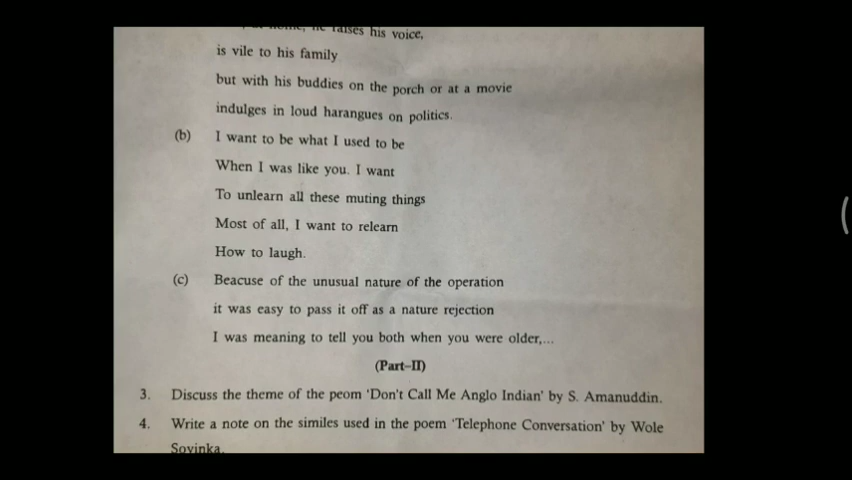 he raises his voice,
is vile to his family
but with his buddies on the porch or at a movie
indulges in loud harangues on politics.
(b) I want to be what I used to be
When I was like you. I want
To unlearn all these muting things
Most of all, I want to relearn
How to laugh.
(c) Beacuse of the unusual nature of the operation
it was easy to pass it off as a nature rejection
I was meaning to tell you both when you were older,...
(Part-II)
3. Discuss the theme of the peom 'Don't Call Me Anglo Indian' by S. Amanuddin.
4. Write a note on the similes used in the poem 'Telephone Conversation' by Wole
Soyinka.